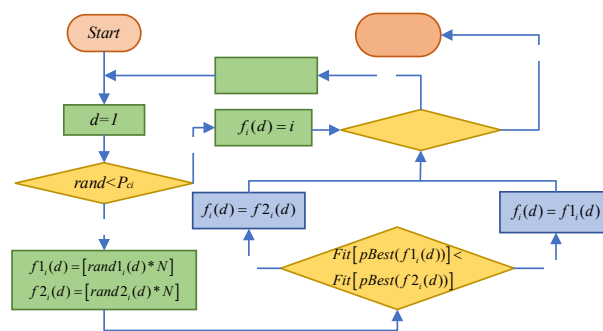 Start
d=1
f_i(d)=i
rand<P_ci
f_i(d)=f2_i(d)
f_i(d)=f1_i(d)
f1_i(d)=[rand1_i(d)*N]
f2_i(d)=[rand2_i(d)*N]
Fit[pBest(f1_i(d))]<
Fit[pBest(f2_i(d))]